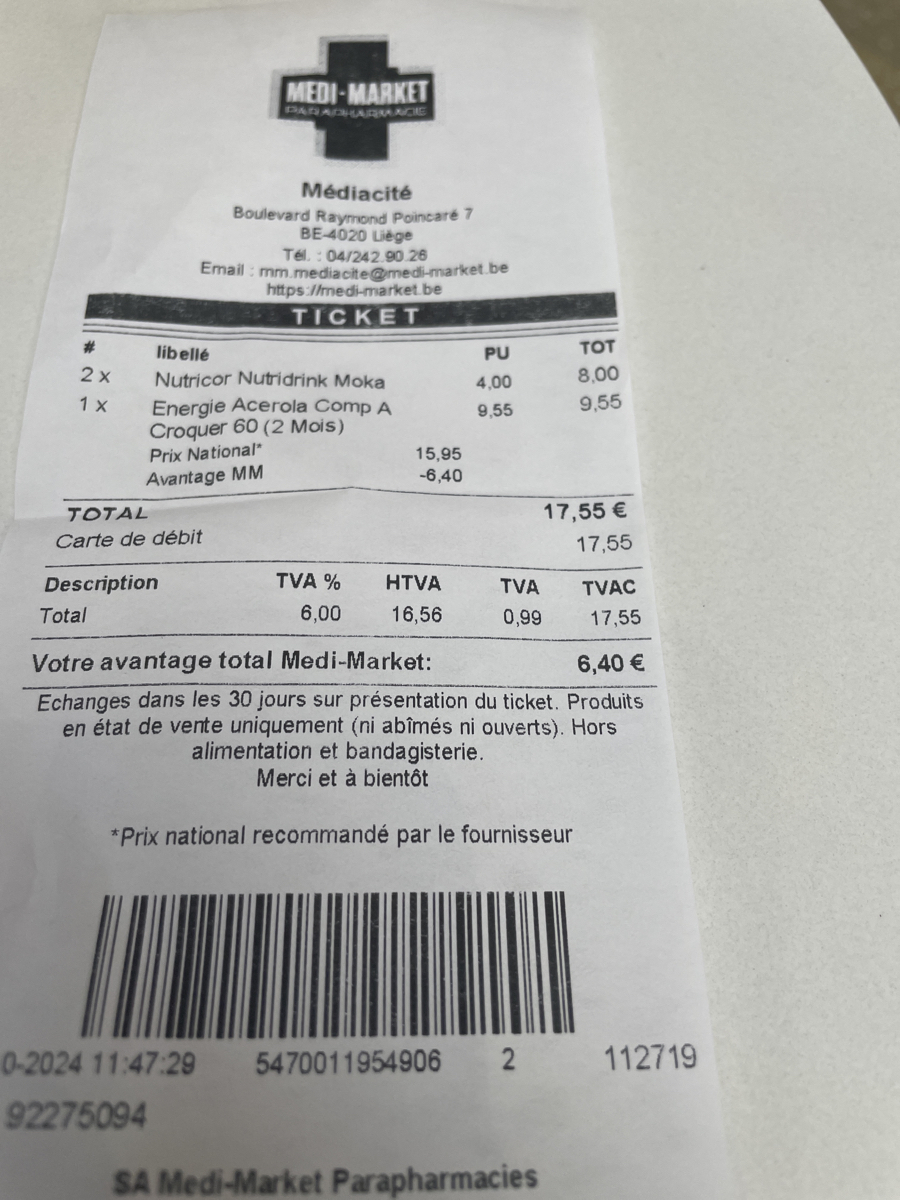 MEDI-MARKET
PARAPHARMACIE
Médiacité
Boulevard Raymond Poincaré 7
BE-4020 Liège
Tél. : 04/242.90.26
Email : mm.mediacite@medi-market.be
https://medi-market.be
TICKET
# libellé PU TOT
2 x Nutricor Nutridrink Moka 4,00 8,00
1 x Energie Acerola Comp A 9,55 9,55
Croquer 60 (2 Mois)
Prix National* 15,95
Avantage MM -6,40
TOTAL 17,55 €
Carte de débit 17,55
Description TVA % HTVA TVA TVAC
Total 6,00 16,56 0,99 17,55
Votre avantage total Medi-Market: 6,40 €
Echanges dans les 30 jours sur présentation du ticket. Produits
en état de vente uniquement (ni abîmés ni ouverts). Hors
alimentation et bandagisterie.
Merci et à bientôt
*Prix national recommandé par le fournisseur
0-2024 11:47:29 5470011954906 2 112719
92275094
SA Medi-Market Parapharmacies